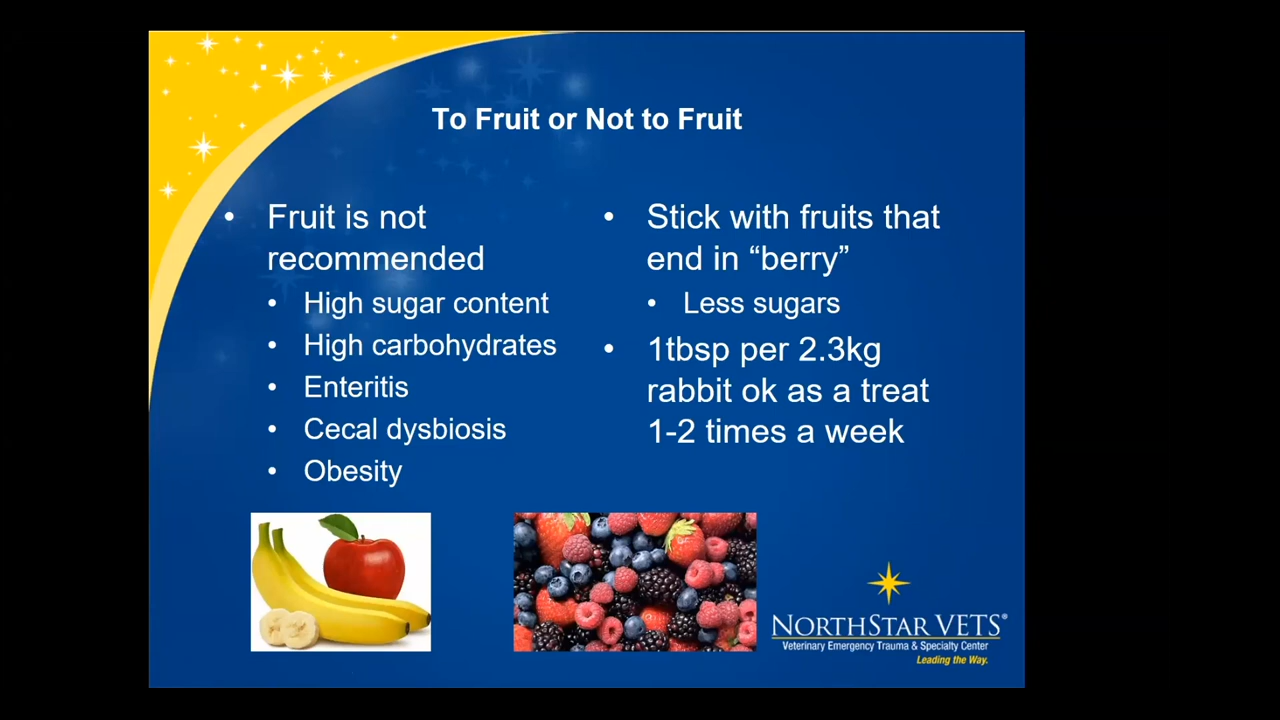 To Fruit or Not to Fruit
• Fruit is not
recommended
• High sugar content
• High carbohydrates
• Enteritis
• Cecal dysbiosis
• Obesity
• Stick with fruits that
end in “berry”
• Less sugars
• 1tbsp per 2.3kg
rabbit ok as a treat
1-2 times a week
NORTHSTAR VETS®
Veterinary Emergency Trauma & Specialty Center
Leading the Way.